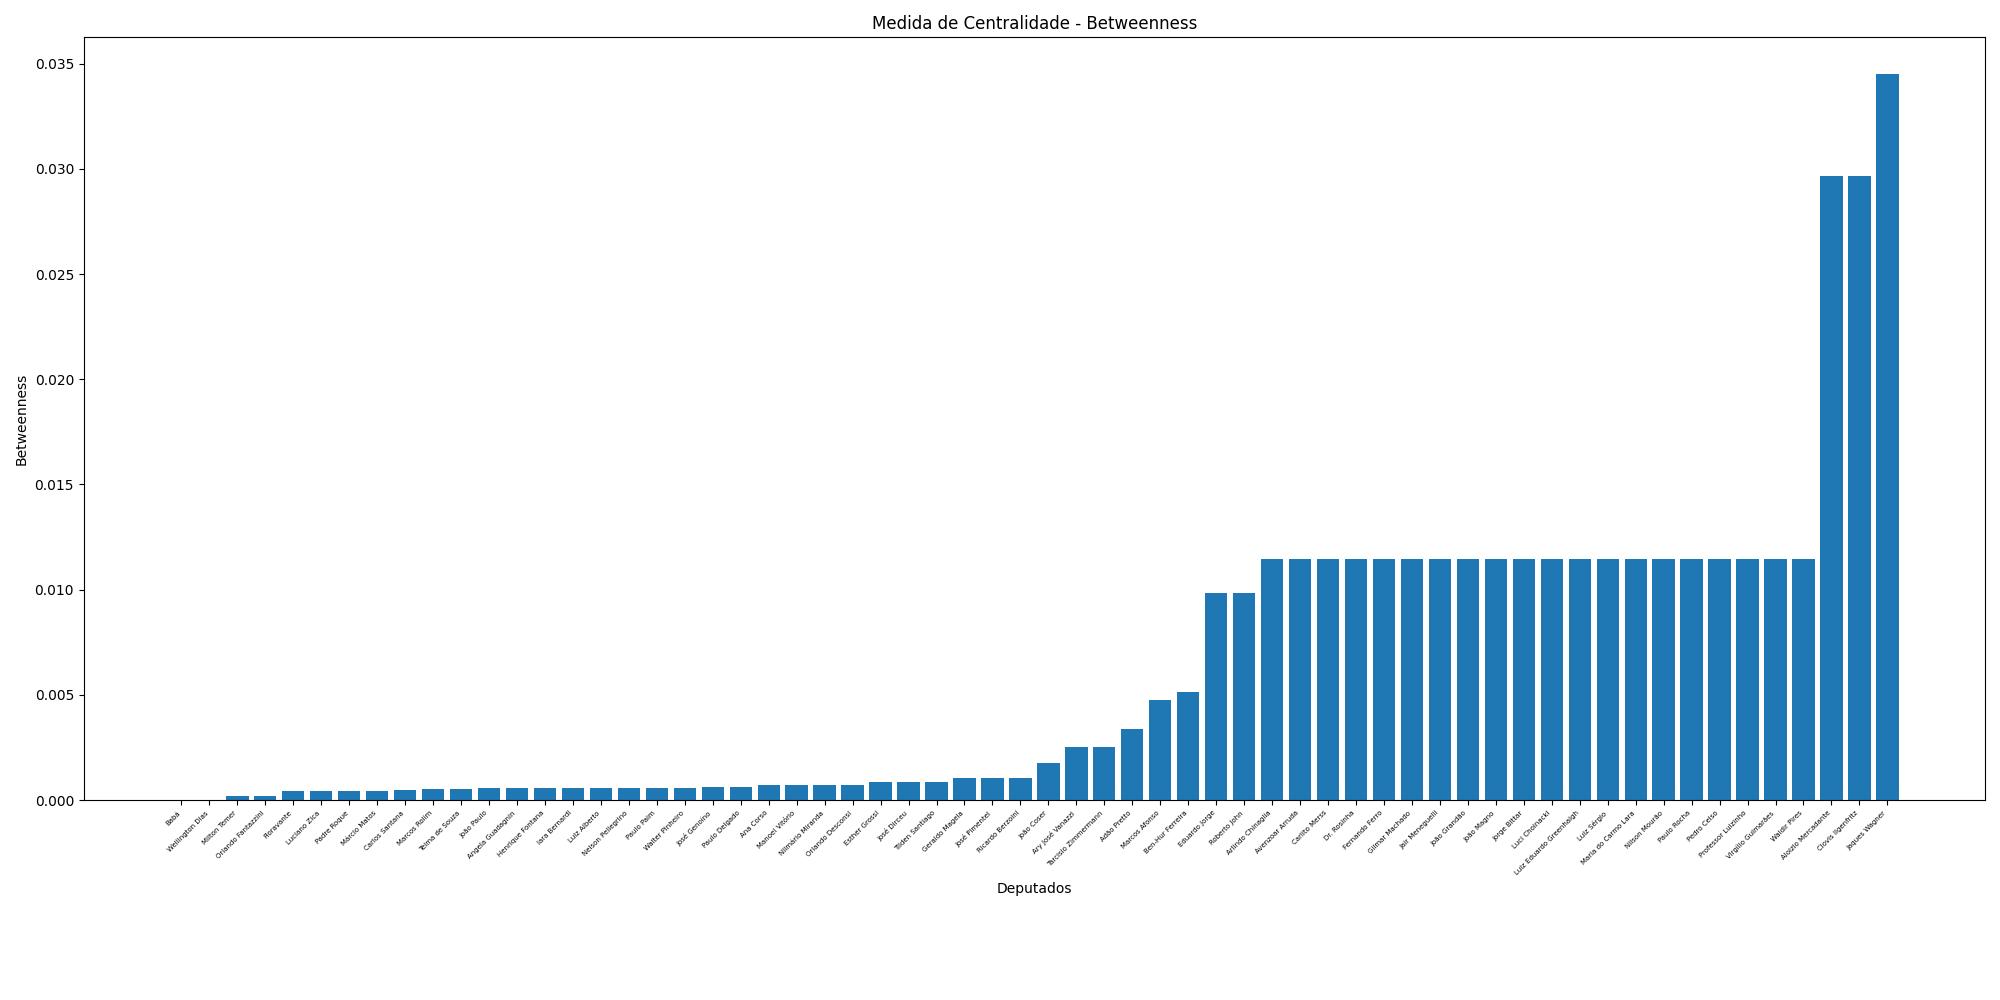 Medida de Centralidade - Betweenness
0.035
0.030
0.025
0.020
0.015
0.010
0.005
0.000
Betweenness
Babá
Wellington Dias
Milton Temer
Orlando Fantazzini
Floravante
Luciano Zica
Padre Roque
Márcio Matos
Carlos Santana
Marcos Rolim
Telma de Souza
João Paulo
Angela Guadagnin
Henrique Fontana
Iara Bernardi
Luiz Alberto
Nelson Pellegrino
Paulo Paim
Walter Pinheiro
José Genoíno
Paulo Delgado
Ana Corso
Manoel Vitório
Nilmário Miranda
Orlando Desconsi
Esther Grossi
José Dirceu
Tilden Santiago
Geraldo Magela
José Pimentel
Ricardo Berzoini
João Coser
Ary José Vanazzi
Tarcisio Zimmermann
Adão Pretto
Marcos Afonso
Ben-Hur Ferreira
Eduardo Jorge
Roberto John
Arlindo Chinaglia
Avenzoar Arruda
Carlito Merss
Dr. Rosinha
Fernando Ferro
Gilmar Machado
Jair Meneguelli
João Grandão
João Magno
Jorge Bittar
Luci Choinacki
Luiz Eduardo Greenhalgh
Luiz Sérgio
Maria do Carmo Lara
Nilson Mourão
Paulo Rocha
Pedro Celso
Professor Luizinho
Virgílio Guimarães
Waldir Pires
Aloizio Mercadante
Clovis Ilgenfritz
Jaques Wagner
Deputados